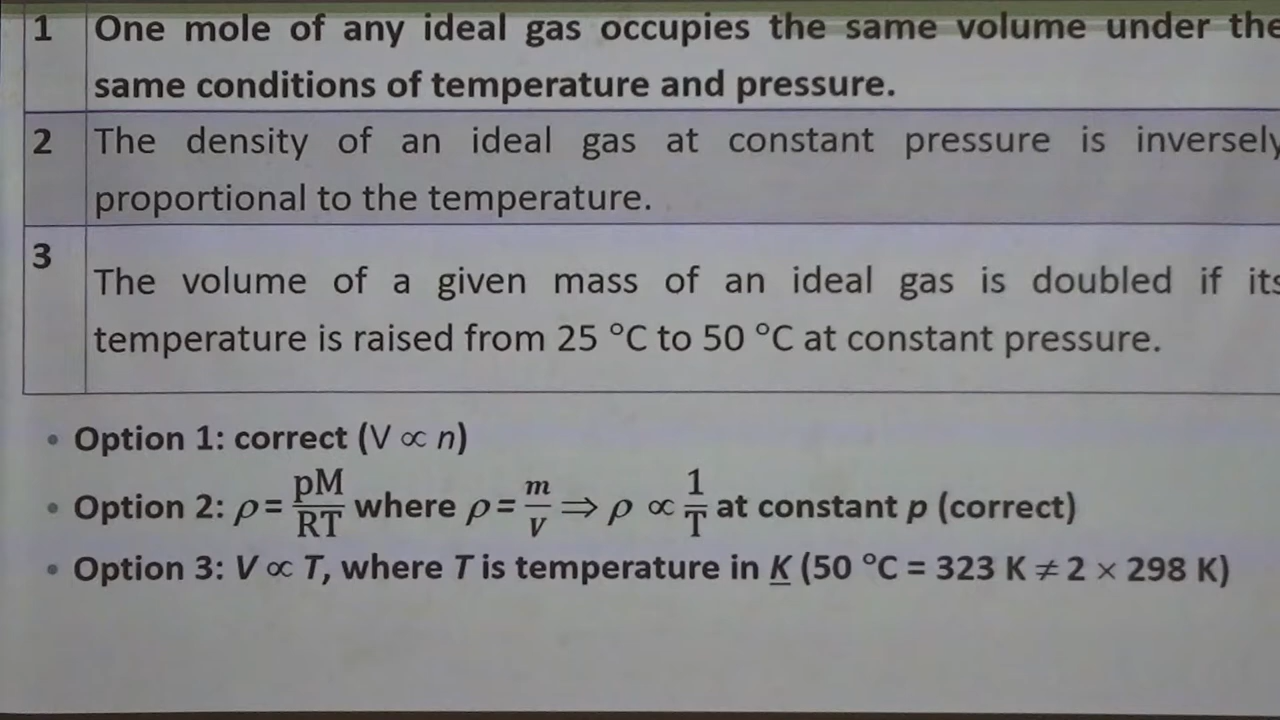 1 One mole of any ideal gas occupies the same volume under the
same conditions of temperature and pressure.
2 The density of an ideal gas at constant pressure is inversely
proportional to the temperature.
3 The volume of a given mass of an ideal gas is doubled if its
temperature is raised from 25 °C to 50 °C at constant pressure.
• Option 1: correct (V ∝ n)
• Option 2: ρ = pM/RT where ρ = m/V ⇒ ρ ∝ 1/T at constant p (correct)
• Option 3: V ∝ T, where T is temperature in K (50 °C = 323 K ≠ 2 × 298 K)